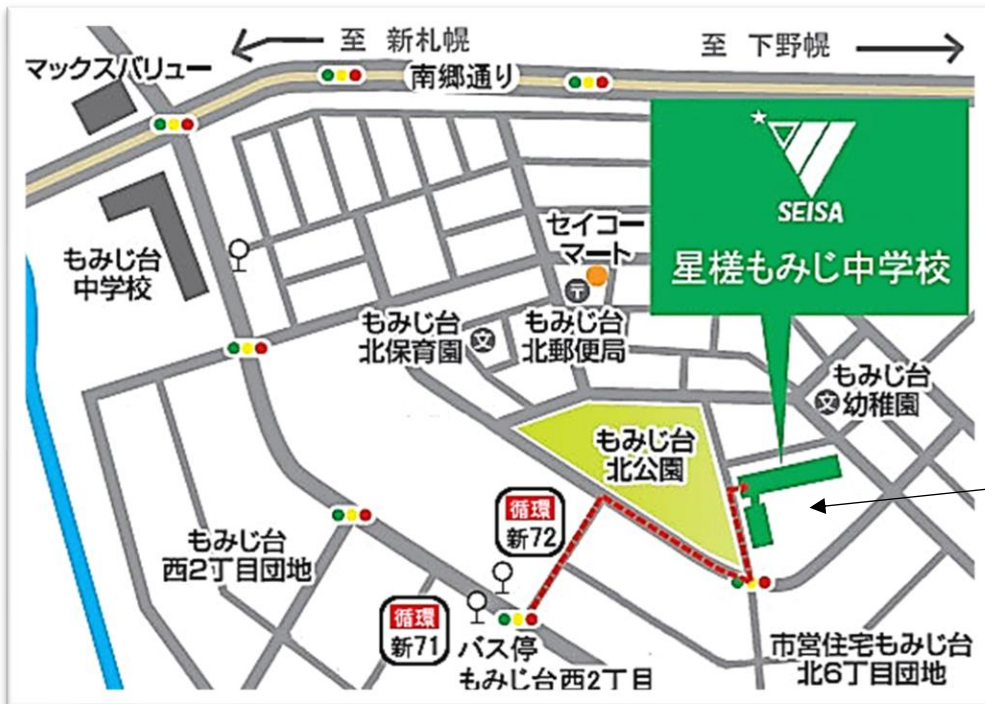 至 新札幌
至 下野幌
マックスバリュー
南郷通り
SEISA
星槎もみじ中学校
セイコー
マート
もみじ台
中学校
〒
もみじ台
北保育園
文
もみじ台
北郵便局
もみじ台
幼稚園
文
もみじ台
北公園
循環
新72
もみじ台
西2丁目団地
循環
新71
バス停
もみじ台西2丁目
市営住宅もみじ台
北6丁目団地